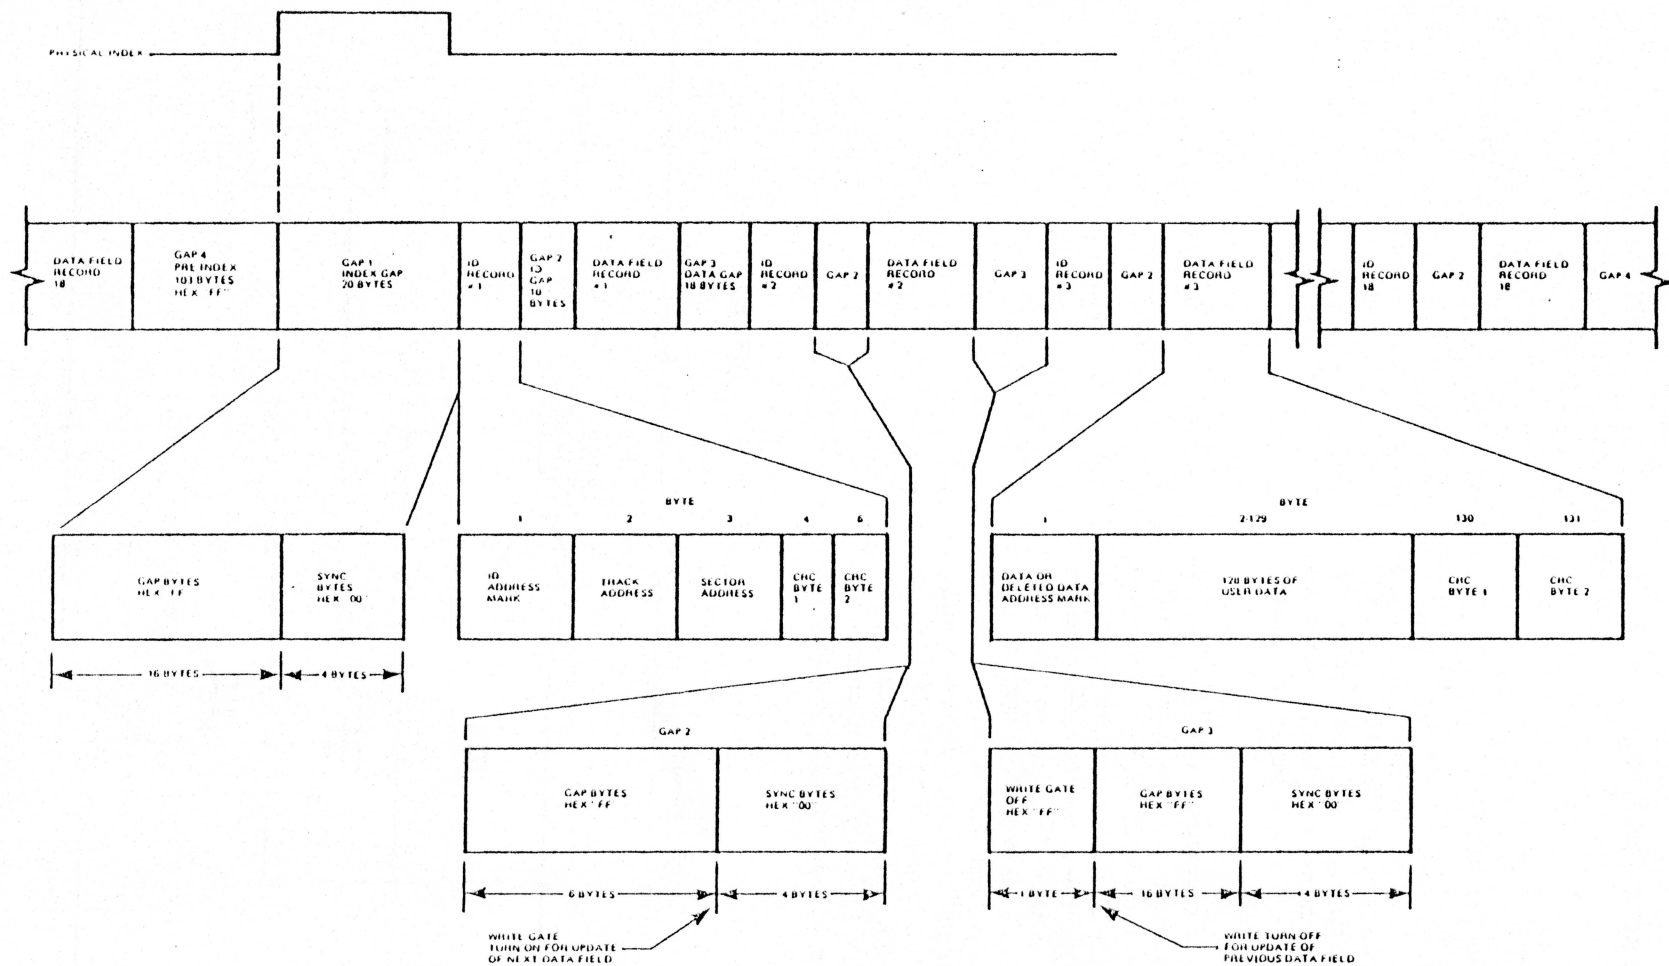 PHYSICAL INDEX
DATA FIELD
RECORD
18
GAP 4
PRE INDEX
BYTES
HEX "FF"
GAP 1
INDEX GAP
20 BYTES
ID
RECORD
#1
GAP 2
ID
GAP
10
BYTES
DATA FIELD
RECORD
#1
GAP 3
DATA GAP
BYTES
ID
RECORD
#2
GAP 2
DATA FIELD
RECORD
#2
GAP 3
ID
RECORD
#3
GAP 2
DATA FIELD
RECORD
#3
ID
RECORD
18
GAP 2
DATA FIELD
RECORD
18
GAP 4
BYTE
1 2 3 4 5
BYTE
1 2-129 130 131
GAP BYTES
HEX "FF"
SYNC
BYTES
HEX "00"
ID
ADDRESS
MARK
TRACK
ADDRESS
SECTOR
ADDRESS
CRC
BYTE
1
CRC
BYTE
2
DATA OR
DELETED DATA
ADDRESS MARK
128 BYTES OF
USER DATA
CRC
BYTE 1
CRC
BYTE 2
16 BYTES
4 BYTES
GAP 2
GAP 3
GAP BYTES
HEX "FF"
SYNC BYTES
HEX "00"
WRITE GATE
OFF
HEX "FF"
GAP BYTES
HEX "FF"
SYNC BYTES
HEX "00"
6 BYTES
4 BYTES
1 BYTE
BYTES
4 BYTES
WRITE GATE
TURN ON FOR UPDATE
OF NEXT DATA FIELD
WRITE TURN OFF
FOR UPDATE OF
PREVIOUS DATA FIELD